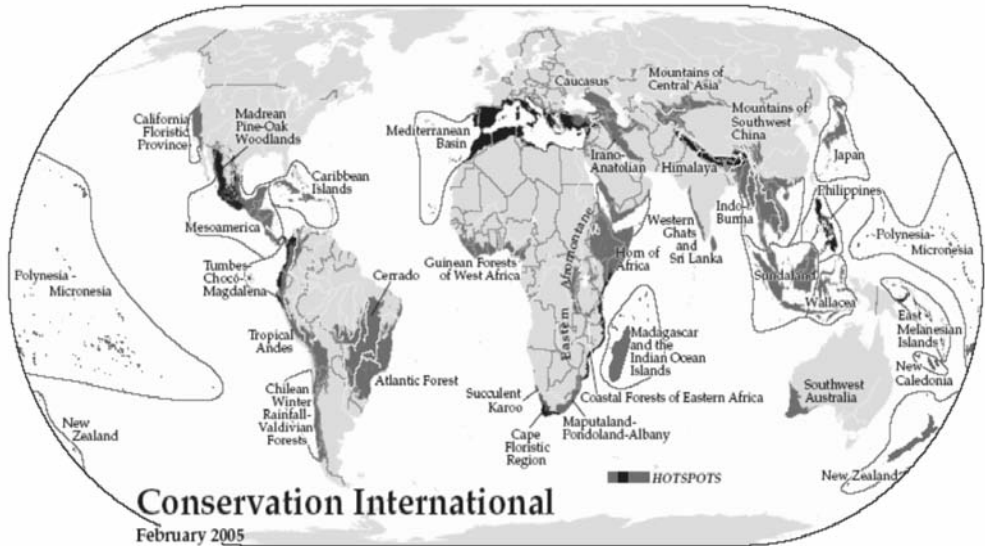 California
Floristic
Province
Madrean
Pine-Oak
Woodlands
Caribbean
Islands
Mesoamerica
Polynesia-
Micronesia
Tumbes
Chocó-
Magdalena
Tropical
Andes
Cerrado
Atlantic Forest
Chilean
Winter
Rainfall-
Valdivian
Forests
New
Zealand
Mediterranean
Basin
Caucasus
Mountains of
Central Asia
Mountains of
Southwest
China
Irano-
Anatolian
Himalaya
Japan
Indo-
Burma
Philippines
Western
Ghats
and
Sri Lanka
Horn of
Africa
Eastern Afromontane
Guinean Forests
of West Africa
Sundaland
Wallacea
Polynesia-
Micronesia
East
Melanesian
Islands
New
Caledonia
Madagascar
and the
Indian Ocean
Islands
Coastal Forests of Eastern Africa
Succulent
Karoo
Maputaland-
Pondoland-Albany
Cape
Floristic
Region
Southwest
Australia
New Zealand
HOTSPOTS
Conservation International
February 2005